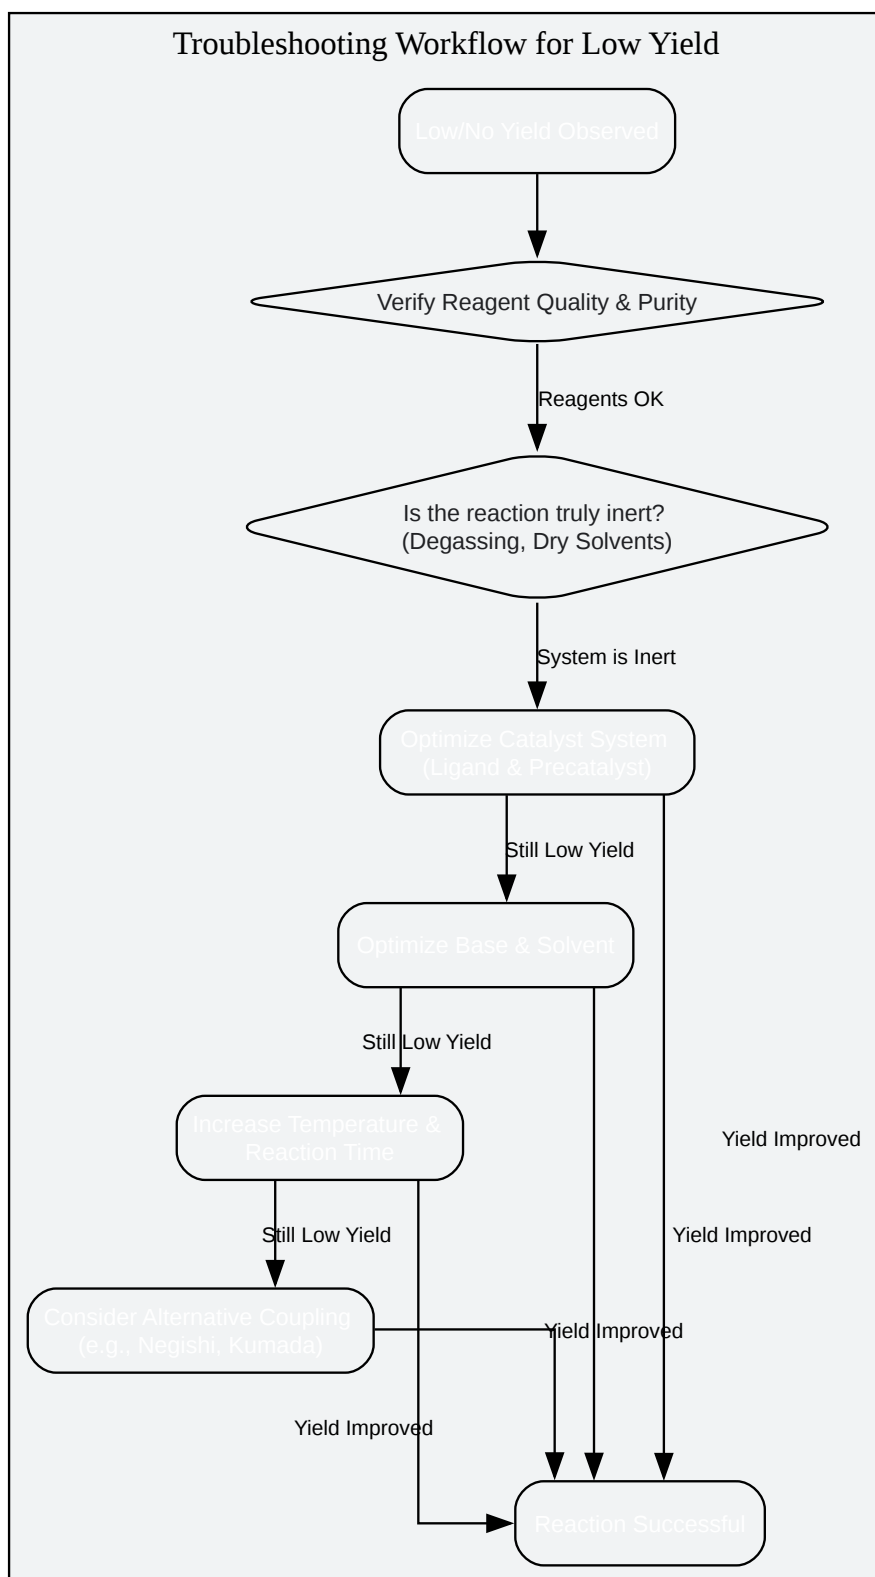 Troubleshooting Workflow for Low Yield
Low/No Yield Observed
Verify Reagent Quality & Purity
Reagents OK
Is the reaction truly inert?
(Degassing, Dry Solvents)
System is Inert
Optimize Catalyst System
(Ligand & Precatalyst)
Still Low Yield
Optimize Base & Solvent
Still Low Yield
Increase Temperature &
Reaction Time
Yield Improved
Still Low Yield
Yield Improved
Consider Alternative Coupling
(e.g., Negishi, Kumada)
Yield Improved
Yield Improved
Reaction Successful